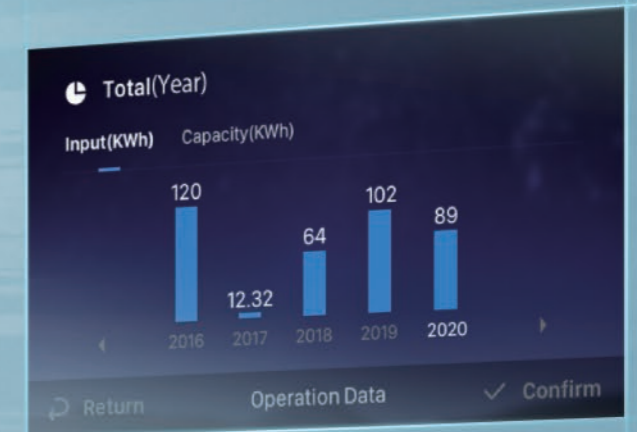 Total(Year)
Input(KWh) Capacity(KWh)
120
12.32
64
102
89
2016 2017 2018 2019 2020
Return Operation Data Confirm